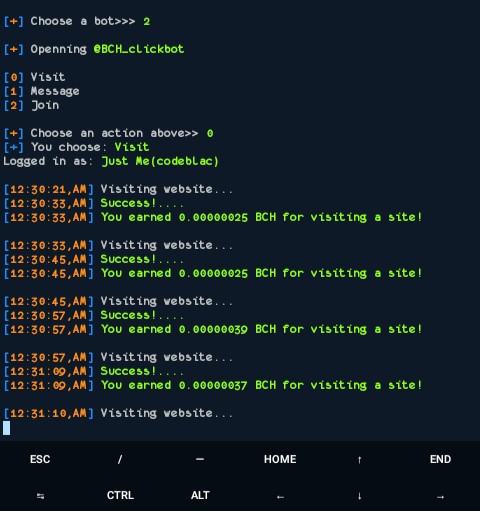 [+] Choose a bot>>> 2
[+] Openning @BCH_clickbot
[0] Visit
[1] Message
[2] Join
[+] Choose an action above>> 0
[+] You choose: Visit
Logged in as: Just Me(codeblac)
[12:30:21,AM] Visiting website...
[12:30:33,AM] Success!....
[12:30:33,AM] You earned 0.00000025 BCH for visiting a site!
[12:30:33,AM] Visiting website...
[12:30:45,AM] Success!....
[12:30:45,AM] You earned 0.00000025 BCH for visiting a site!
[12:30:45,AM] Visiting website...
[12:30:57,AM] Success!....
[12:30:57,AM] You earned 0.00000039 BCH for visiting a site!
[12:30:57,AM] Visiting website...
[12:31:09,AM] Success!....
[12:31:09,AM] You earned 0.00000037 BCH for visiting a site!
[12:31:10,AM] Visiting website...
ESC / — HOME ↑ END
⇆ CTRL ALT ← ↓ →